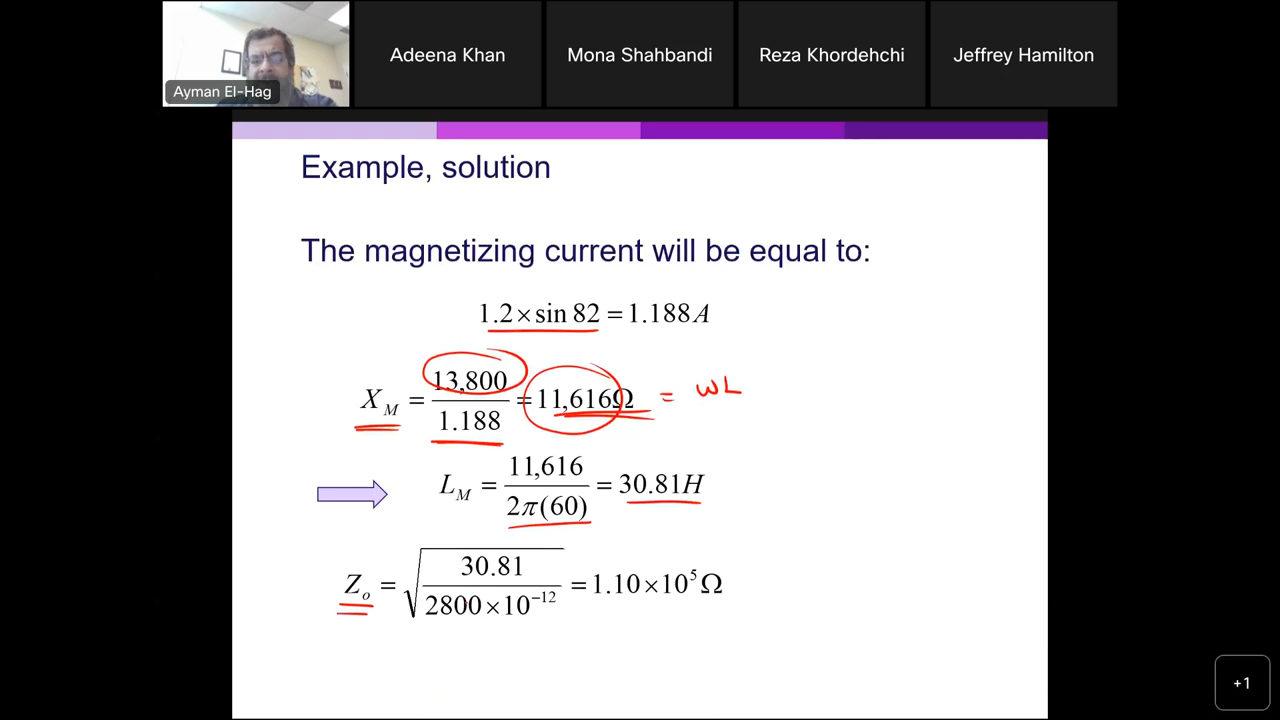 Ayman El-Hag
Adeena Khan
Mona Shahbandi
Reza Khordehchi
Jeffrey Hamilton
Example, solution
The magnetizing current will be equal to:
1.2 × sin 82 = 1.188 A
X_M = 13,800 / 1.188 = 11,616Ω = ωL
L_M = 11,616 / 2π(60) = 30.81H
Z_o = √(30.81 / 2800×10^-12) = 1.10×10^5 Ω
+1